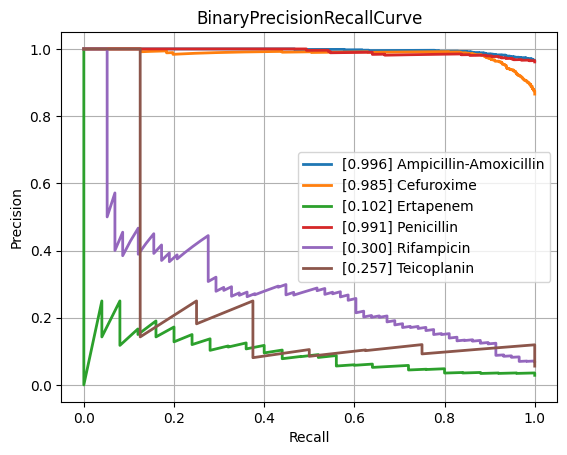 BinaryPrecisionRecallCurve
Precision
1.0
0.8
0.6
0.4
0.2
0.0
[0.996] Ampicillin-Amoxicillin
[0.985] Cefuroxime
[0.102] Ertapenem
[0.991] Penicillin
[0.300] Rifampicin
[0.257] Teicoplanin
0.0 0.2 0.4 0.6 0.8 1.0
Recall